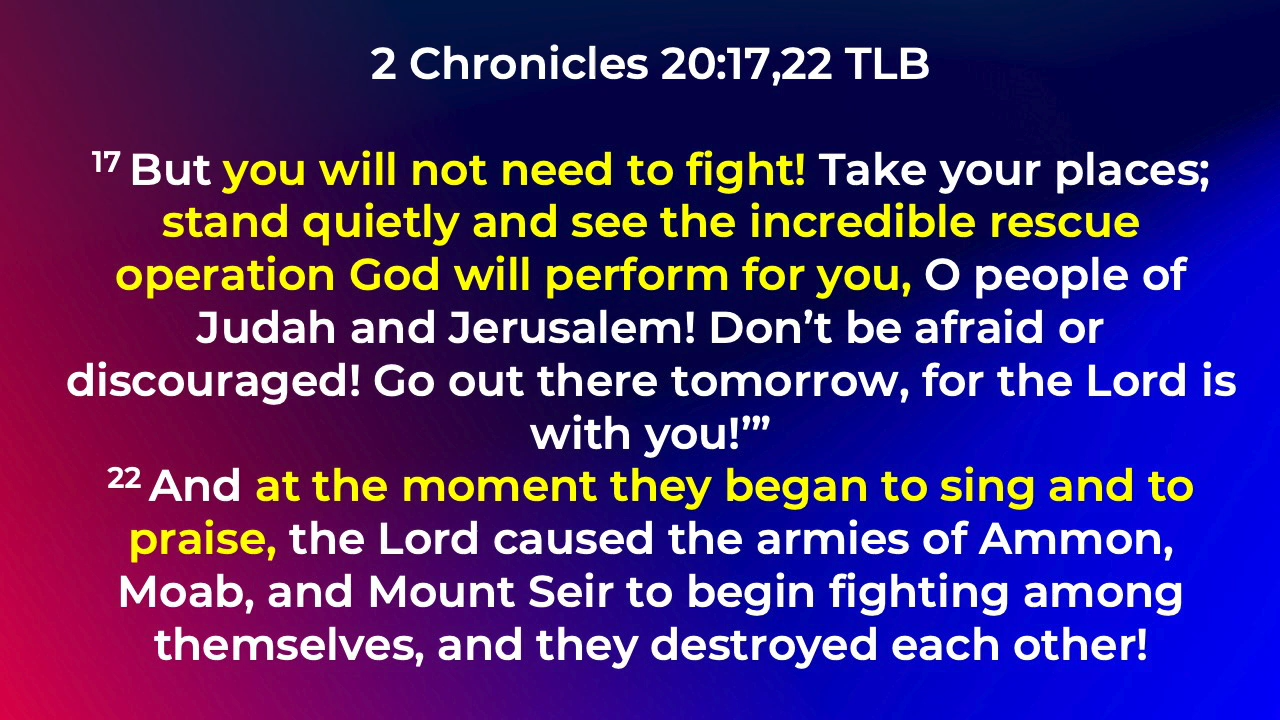 2 Chronicles 20:17,22 TLB
17 But you will not need to fight! Take your places;
stand quietly and see the incredible rescue
operation God will perform for you, O people of
Judah and Jerusalem! Don’t be afraid or
discouraged! Go out there tomorrow, for the Lord is
with you!’”
22 And at the moment they began to sing and to
praise, the Lord caused the armies of Ammon,
Moab, and Mount Seir to begin fighting among
themselves, and they destroyed each other!